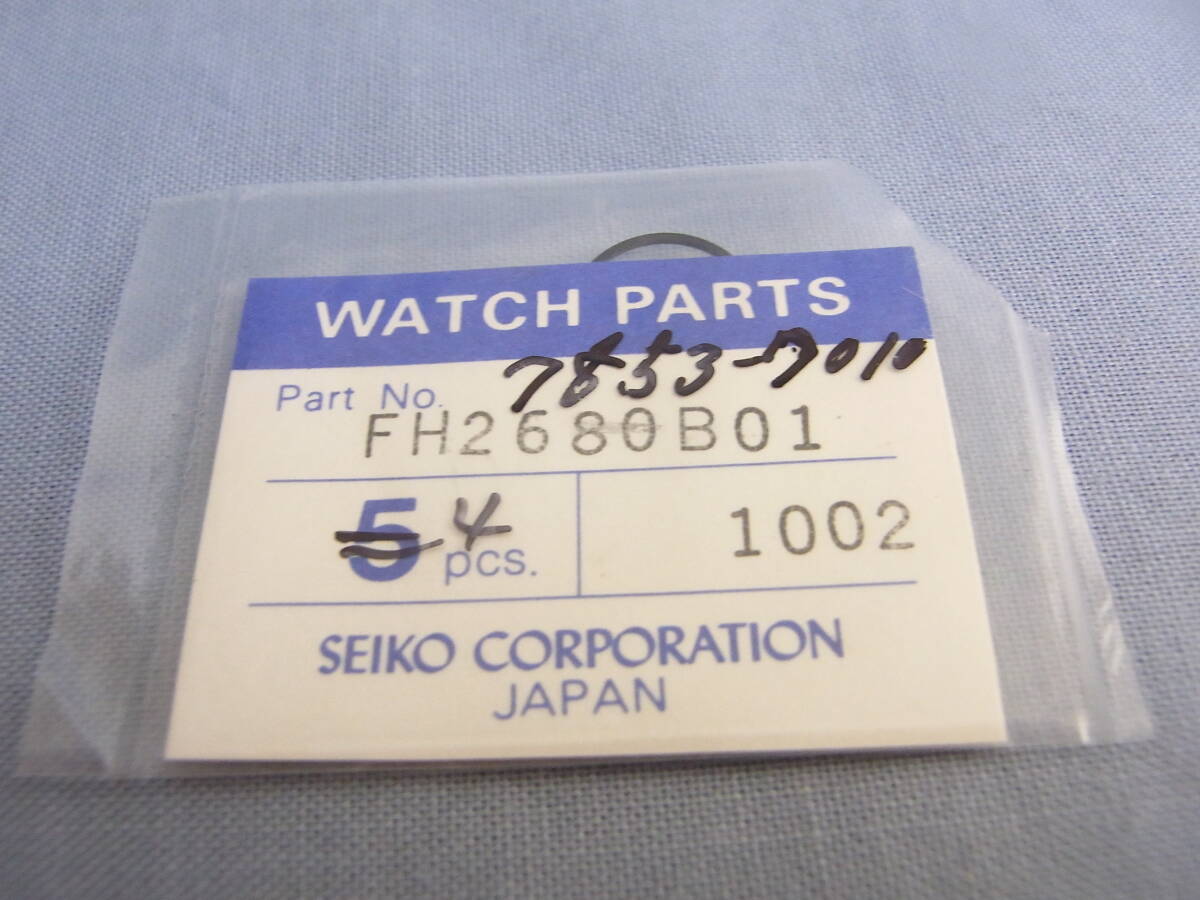 WATCH PARTS
7853-7010
Part No.
FH2680B01
5 4 pcs.
1002
SEIKO CORPORATION
JAPAN